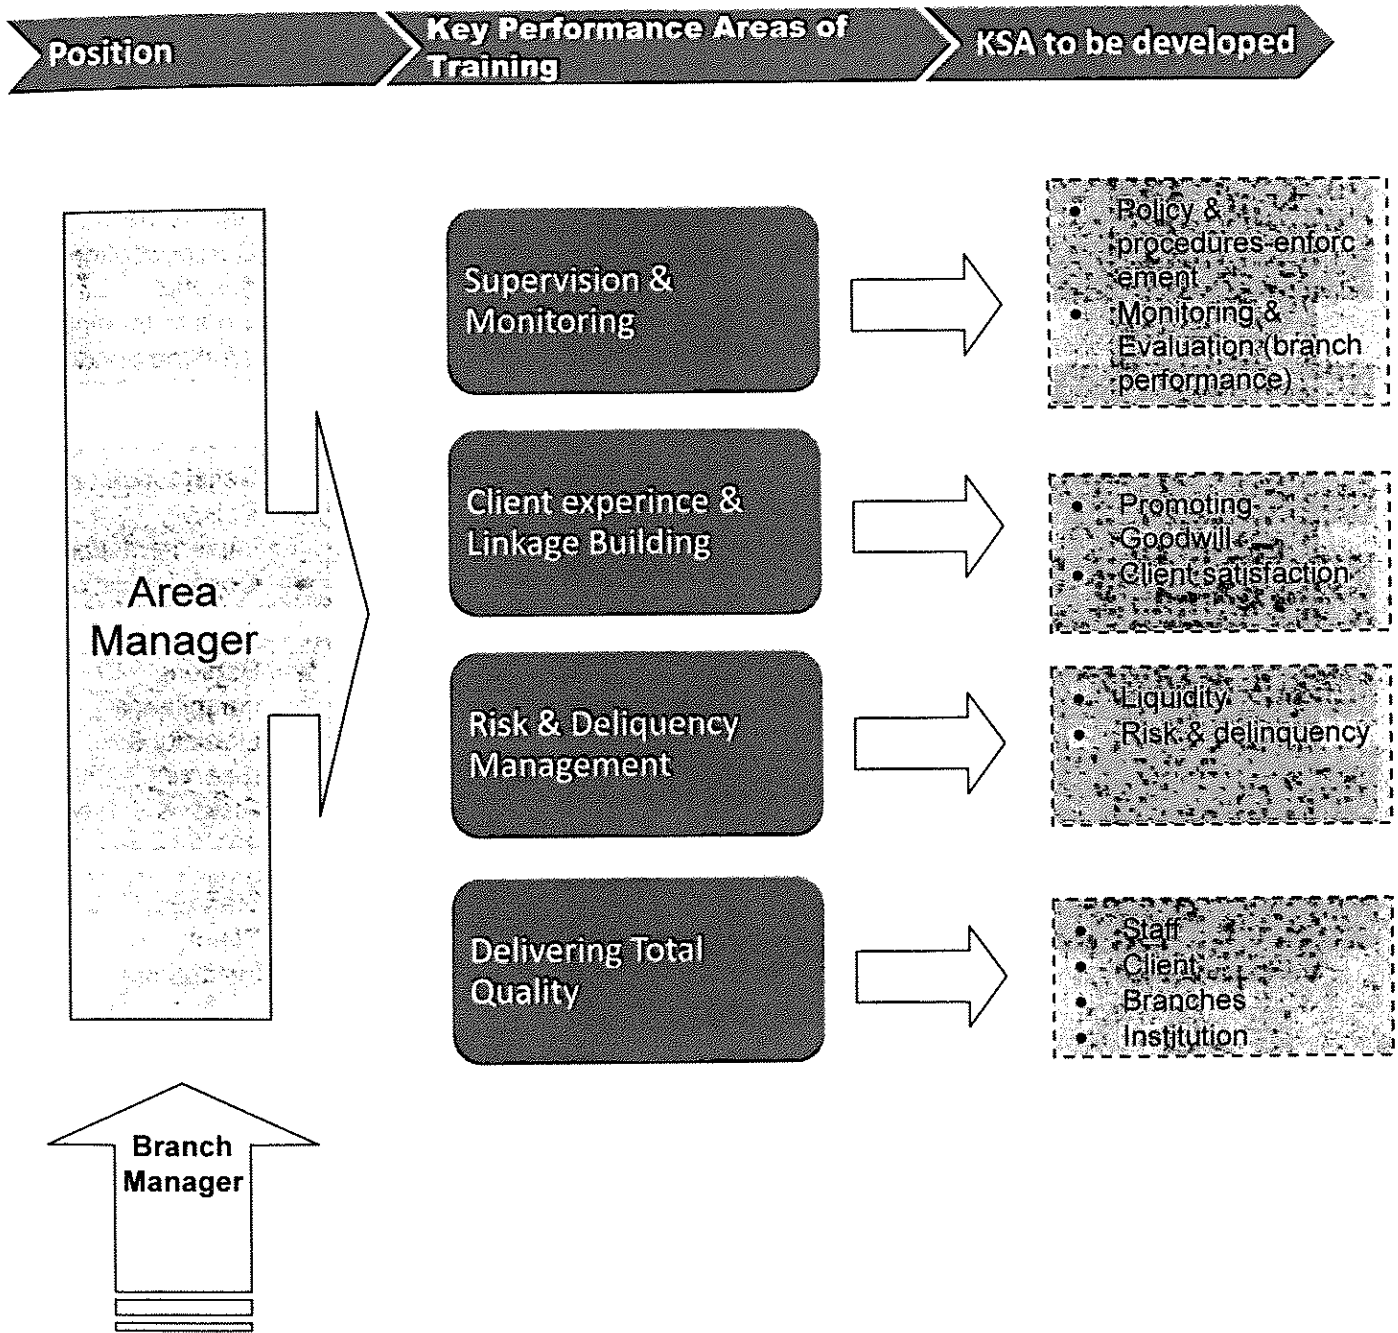 Position
Key Performance Areas of
Training
KSA to be developed
Area
Manager
Supervision &
Monitoring
• Policy &
procedures enforc
ement
• Monitoring &
Evaluation (branch
performance)
Client experince &
Linkage Building
• Promoting
Goodwill
• Client satisfaction
Risk & Deliquency
Management
• Liquidity
• Risk & delinquency
Delivering Total
Quality
• Staff
• Client
• Branches
• Institution
Branch
Manager